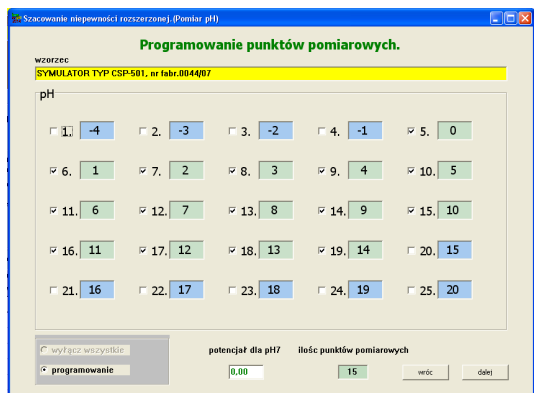 Szacowanie niepewności rozszerzonej.(Pomiar pH)
Programowanie punktów pomiarowych.
wzorzec
SYMULATOR TYP CSP-501, nr fabr.0044/07
pH
1. -4 2. -3 3. -2 4. -1 5. 0
6. 1 7. 2 8. 3 9. 4 10. 5
11. 6 12. 7 13. 8 14. 9 15. 10
16. 11 17. 12 18. 13 19. 14 20. 15
21. 16 22. 17 23. 18 24. 19 25. 20
wyłącz wszystkie potencjał dla pH7 ilośc punktów pomiarowych
programowanie 0,00 15 wróc dalej